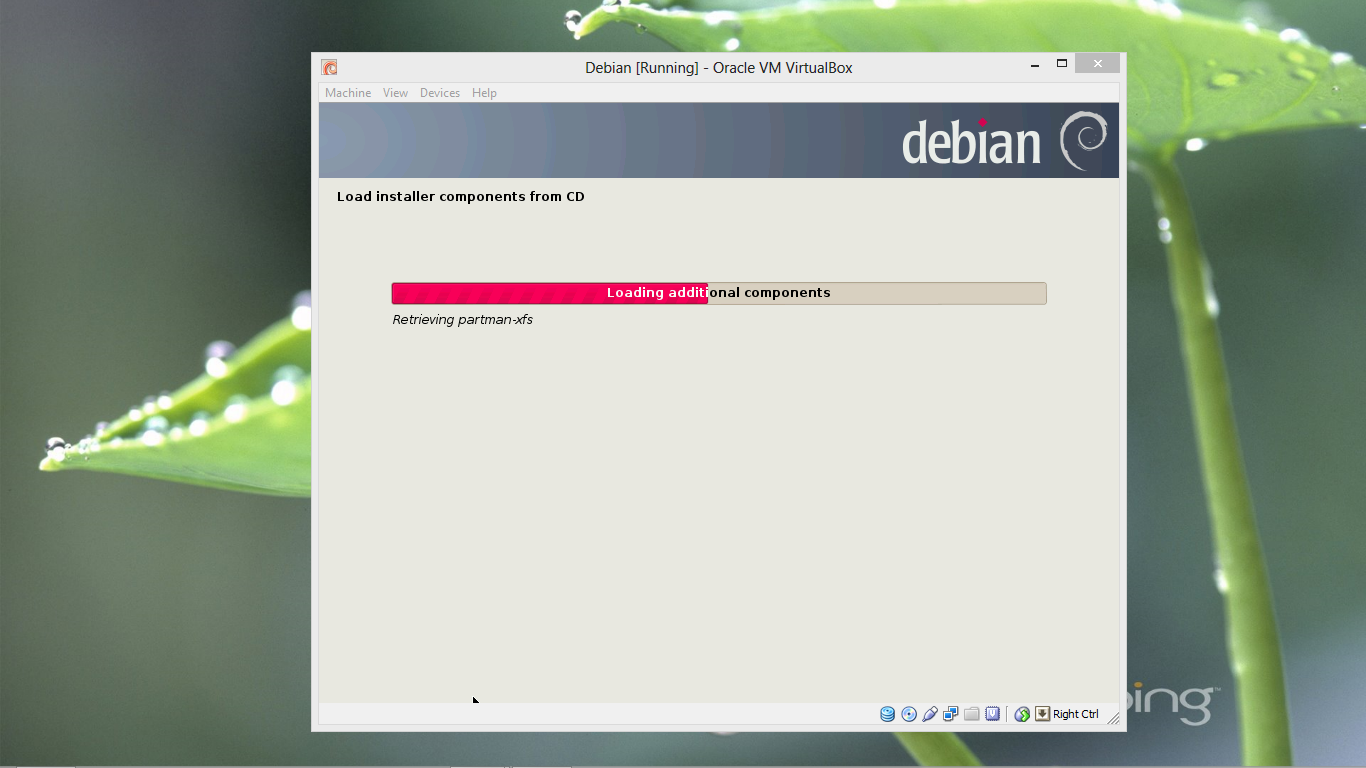 Debian [Running] - Oracle VM VirtualBox
Machine View Devices Help
debian
Load installer components from CD
Loading additional components
Retrieving partman-xfs
Right Ctrl